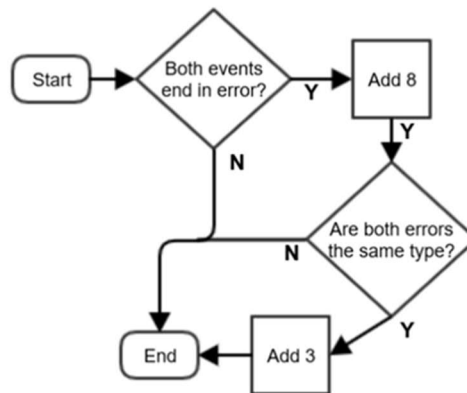 Start
Both events
end in error?
Y
Add 8
Y
N
Are both errors
the same type?
N
Y
End
Add 3